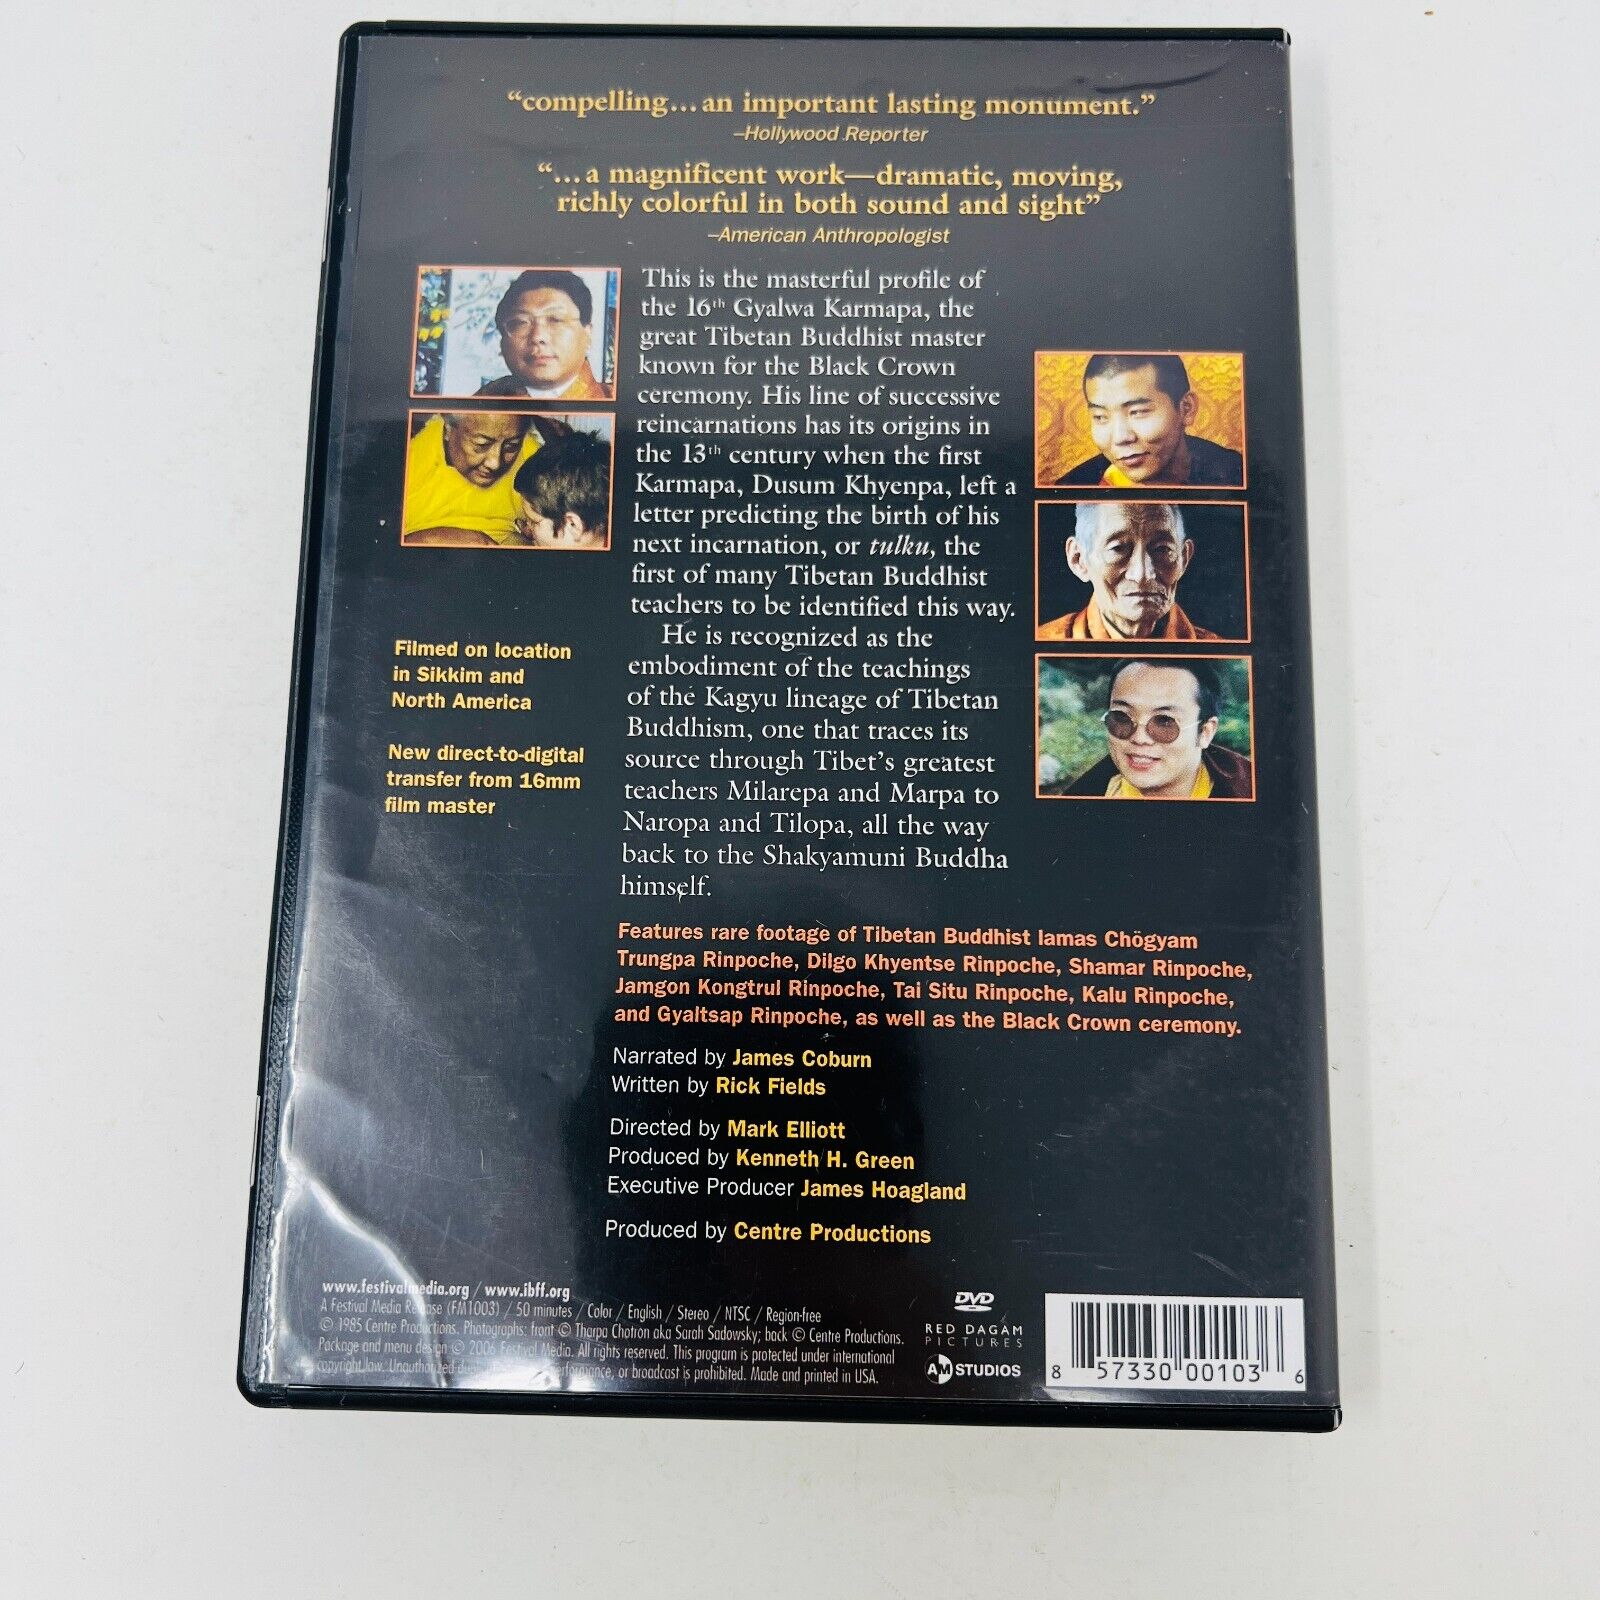 “compelling...an important lasting monument.”
–Hollywood Reporter
“...a magnificent work—dramatic, moving,
richly colorful in both sound and sight”
–American Anthropologist
This is the masterful profile of
the 16th Gyalwa Karmapa, the
great Tibetan Buddhist master
known for the Black Crown
ceremony. His line of successive
reincarnations has its origins in
the 13th century when the first
Karmapa, Dusum Khyenpa, left a
letter predicting the birth of his
next incarnation, or tulku, the
first of many Tibetan Buddhist
teachers to be identified this way.
He is recognized as the
embodiment of the teachings
of the Kagyu lineage of Tibetan
Buddhism, one that traces its
source through Tibet’s greatest
teachers Milarepa and Marpa to
Naropa and Tilopa, all the way
back to the Shakyamuni Buddha
himself.
Filmed on location
in Sikkim and
North America
New direct-to-digital
transfer from 16mm
film master
Features rare footage of Tibetan Buddhist lamas Chögyam
Trungpa Rinpoche, Dilgo Khyentse Rinpoche, Shamar Rinpoche,
Jamgon Kongtrul Rinpoche, Tai Situ Rinpoche, Kalu Rinpoche,
and Gyaltsap Rinpoche, as well as the Black Crown ceremony.
Narrated by James Coburn
Written by Rick Fields
Directed by Mark Elliott
Produced by Kenneth H. Green
Executive Producer James Hoagland
Produced by Centre Productions
www.festivalmedia.org / www.ibff.org
A Festival Media Release (FM1003) / 50 minutes / Color / English / Stereo / NTSC / Region-free
© 1985 Centre Productions. Photographs: front © Tharpa Chotron aka Sarah Sadowsky; back © Centre Productions.
Package and menu design © 2006 Festival Media. All rights reserved. This program is protected under international
copyright law. Unauthorized performance, or broadcast is prohibited. Made and printed in USA.
DVD
RED DAGAM
PICTURES
AM STUDIOS
8 57330 00103 6